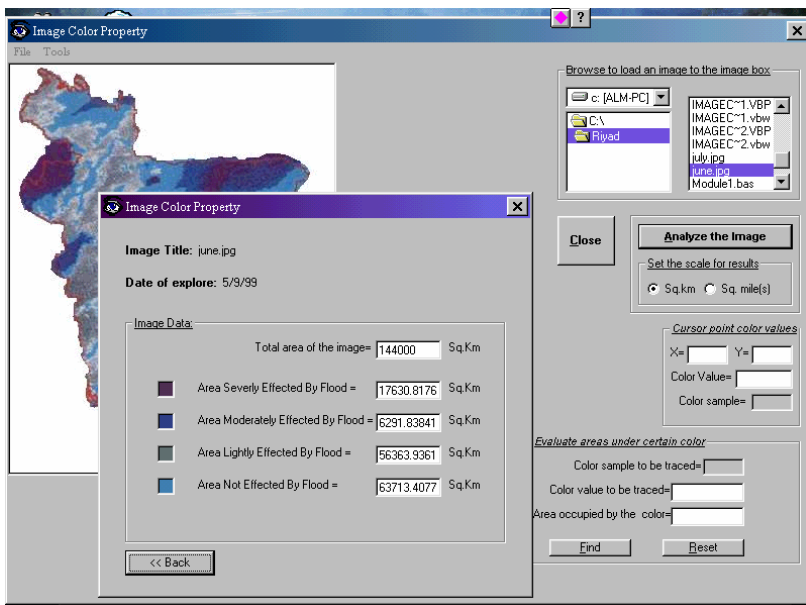 ?
Image Color Property
File Tools
Browse to load an image to the image box
c: [ALM-PC]
C:\
Riyad
IMAGEC~1.VBP
IMAGEC~1.vbw
IMAGEC~2.VBP
IMAGEC~2.vbw
july.jpg
june.jpg
Module1.bas
Close
Analyze the Image
Set the scale for results
Sq.km Sq. mile(s)
Cursor point color values
X= Y=
Color Value=
Color sample=
Evaluate areas under certain color
Color sample to be traced=
Color value to be traced=
Area occupied by the color=
Find Reset
Image Color Property
Image Title: june.jpg
Date of explore: 5/9/99
Image Data:
Total area of the image= 144000 Sq.Km
Area Severly Effected By Flood = 17630.8176 Sq.Km
Area Moderately Effected By Flood = 6291.83841 Sq.Km
Area Lightly Effected By Flood = 56363.9361 Sq.Km
Area Not Effected By Flood = 63713.4077 Sq.Km
<< Back